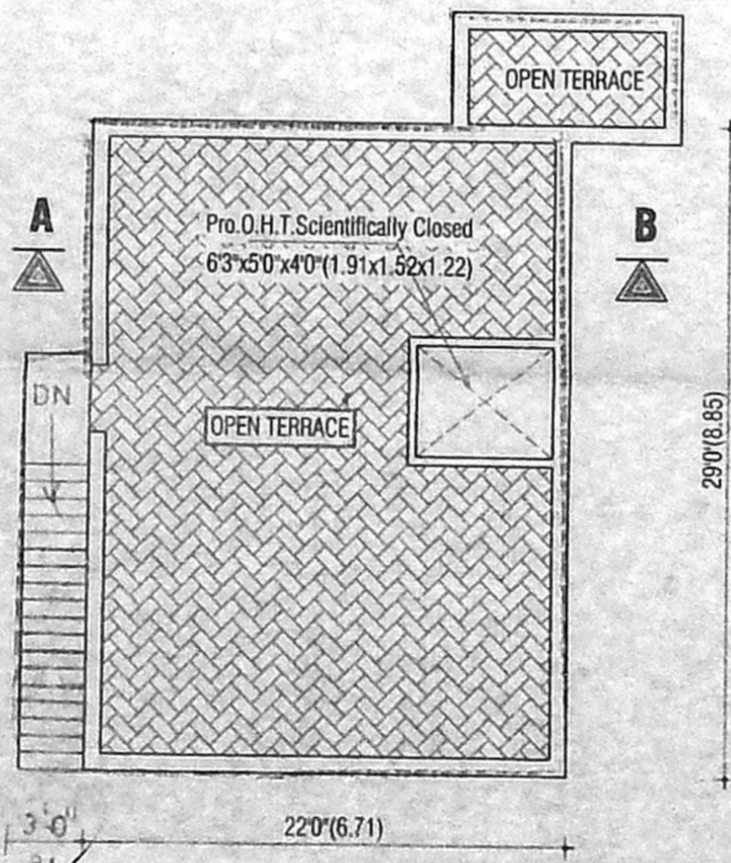 OPEN TERRACE
A
B
Pro.O.H.T.Scientifically Closed
6'3"x5'0"x4'0"(1.91x1.52x1.22)
DN
OPEN TERRACE
29'0"(8.85)
3'-0"
22'0"(6.71)